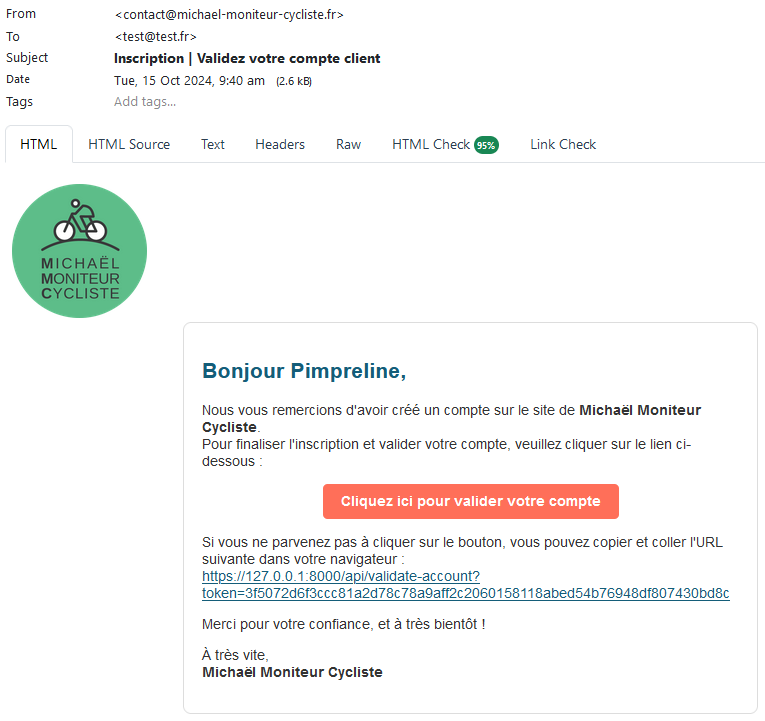 From <contact@michael-moniteur-cycliste.fr>
To <test@test.fr>
Subject Inscription | Validez votre compte client
Date Tue, 15 Oct 2024, 9:40 am (2.6 kB)
Tags Add tags...
HTML HTML Source Text Headers Raw HTML Check 95% Link Check
MICHAËL
MONITEUR
CYCLISTE
Bonjour Pimpreline,
Nous vous remercions d'avoir créé un compte sur le site de Michaël Moniteur
Cycliste.
Pour finaliser l'inscription et valider votre compte, veuillez cliquer sur le lien ci-
dessous :
Cliquez ici pour valider votre compte
Si vous ne parvenez pas à cliquer sur le bouton, vous pouvez copier et coller l'URL
suivante dans votre navigateur :
https://127.0.0.1:8000/api/validate-account?
token=3f5072d6f3ccc81a2d78c78a9aff2c2060158118abed54b76948df807430bd8c
Merci pour votre confiance, et à très bientôt !
À très vite,
Michaël Moniteur Cycliste